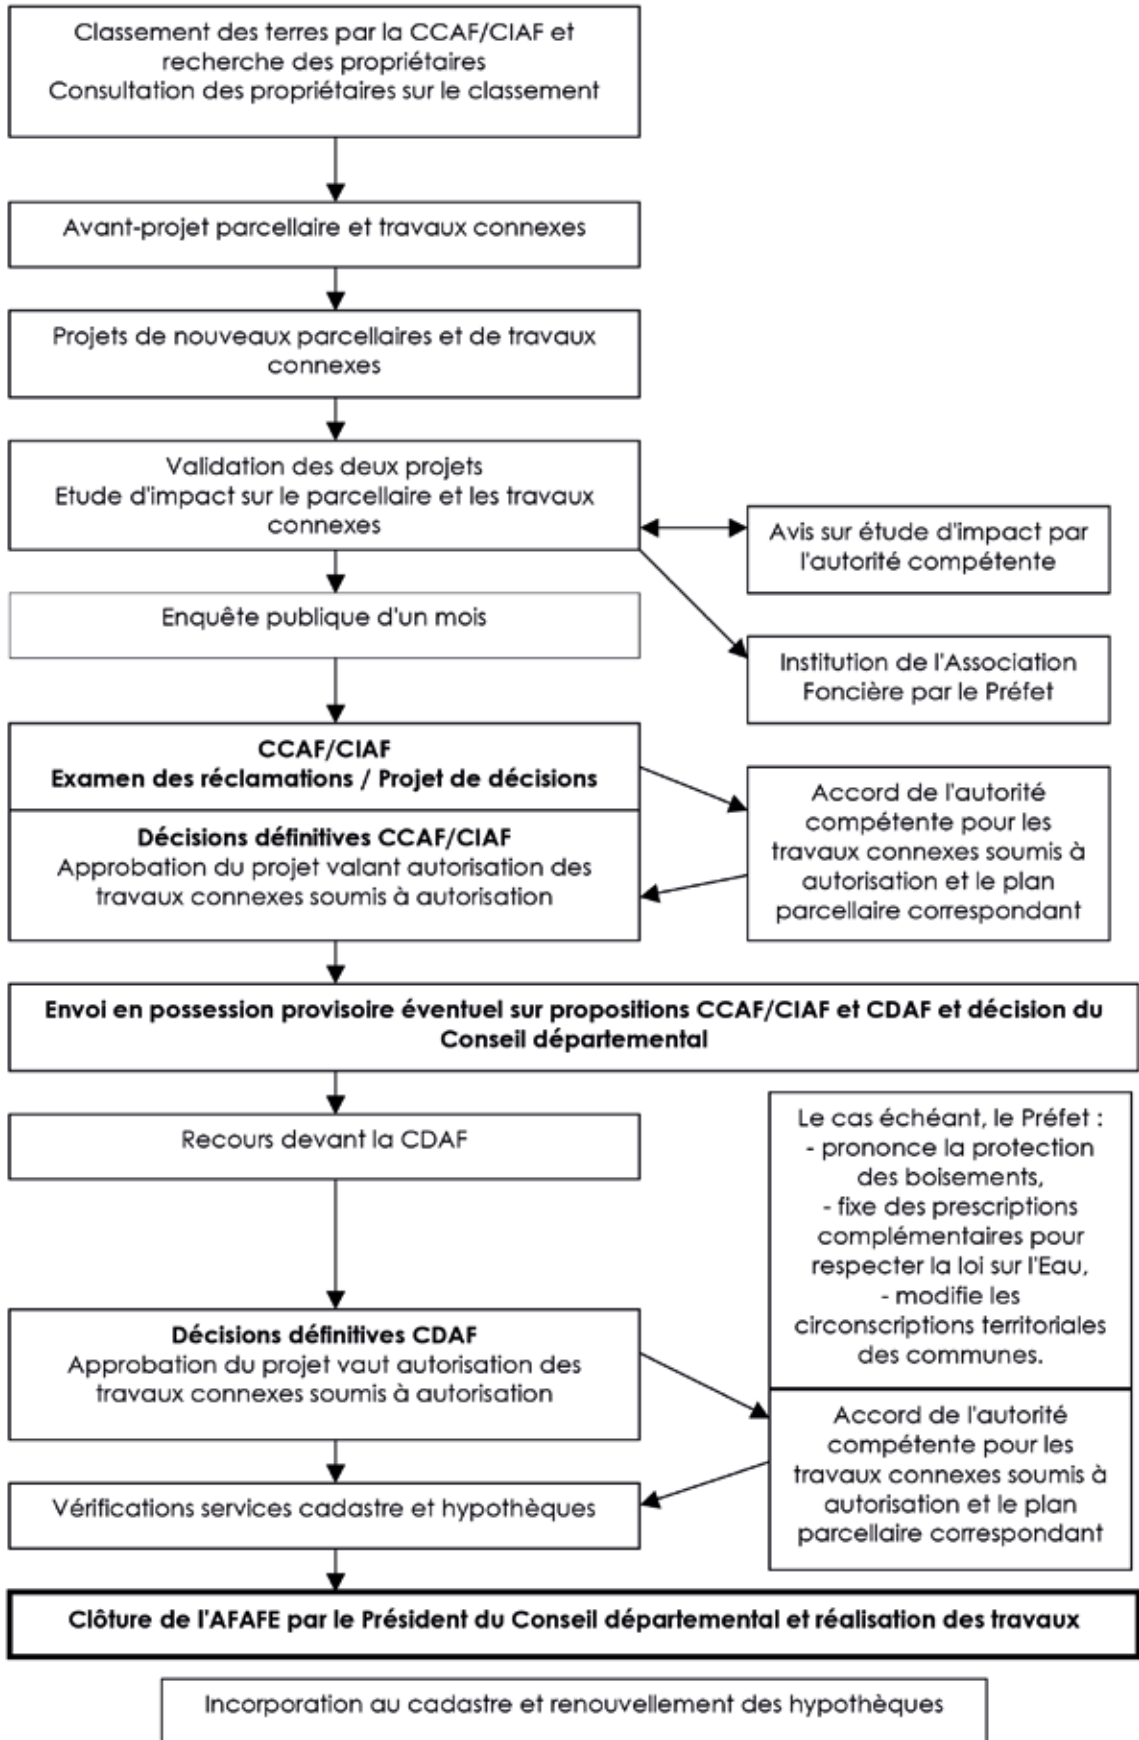 Classement des terres par la CCAF/CIAF et
recherche des propriétaires
Consultation des propriétaires sur le classement
Avant-projet parcellaire et travaux connexes
Projets de nouveaux parcellaires et de travaux
connexes
Validation des deux projets
Etude d'impact sur le parcellaire et les travaux
connexes
Avis sur étude d'impact par
l'autorité compétente
Enquête publique d'un mois
Institution de l'Association
Foncière par le Préfet
CCAF/CIAF
Examen des réclamations / Projet de décisions
Décisions définitives CCAF/CIAF
Approbation du projet valant autorisation des
travaux connexes soumis à autorisation
Accord de l'autorité
compétente pour les
travaux connexes soumis à
autorisation et le plan
parcellaire correspondant
Envoi en possession provisoire éventuel sur propositions CCAF/CIAF et CDAF et décision du
Conseil départemental
Recours devant la CDAF
Le cas échéant, le Préfet :
- prononce la protection
des boisements,
- fixe des prescriptions
complémentaires pour
respecter la loi sur l'Eau,
- modifie les
circonscriptions territoriales
des communes.
Décisions définitives CDAF
Approbation du projet vaut autorisation des
travaux connexes soumis à autorisation
Accord de l'autorité
compétente pour les
travaux connexes soumis à
autorisation et le plan
parcellaire correspondant
Vérifications services cadastre et hypothèques
Clôture de l'AFAFE par le Président du Conseil départemental et réalisation des travaux
Incorporation au cadastre et renouvellement des hypothèques